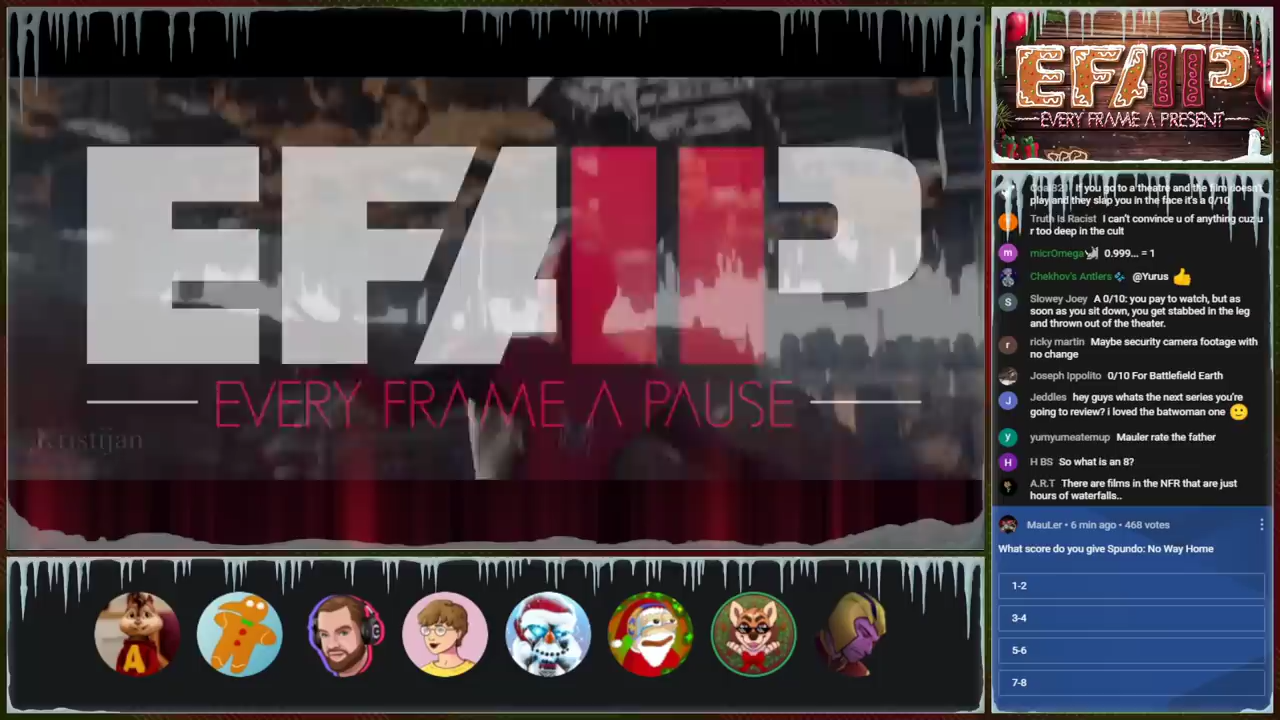 EFAP
EVERY FRAME A PAUSE
Kristijan
EFAP
EVERY FRAME A PRESENT
If you go to a theatre and the film doesn't
play and they slap you in the face it's a 0/10
Truth Is Racist I can't convince u of anything cuz u
r too deep in the cult
micrOmega 0.999... = 1
Chekhov's Antlers @Yurus 👍
Slowey Joey A 0/10: you pay to watch, but as
soon as you sit down, you get stabbed in the leg
and thrown out of the theater.
ricky martin Maybe security camera footage with
no change
Joseph Ippolito 0/10 For Battlefield Earth
Jeddles hey guys whats the next series you're
going to review? i loved the batwoman one 🙂
yumyumeatemup Mauler rate the father
H BS So what is an 8?
A.R.T There are films in the NFR that are just
hours of waterfalls..
MauLer • 6 min ago • 468 votes
What score do you give Spundo: No Way Home
1-2
3-4
5-6
7-8